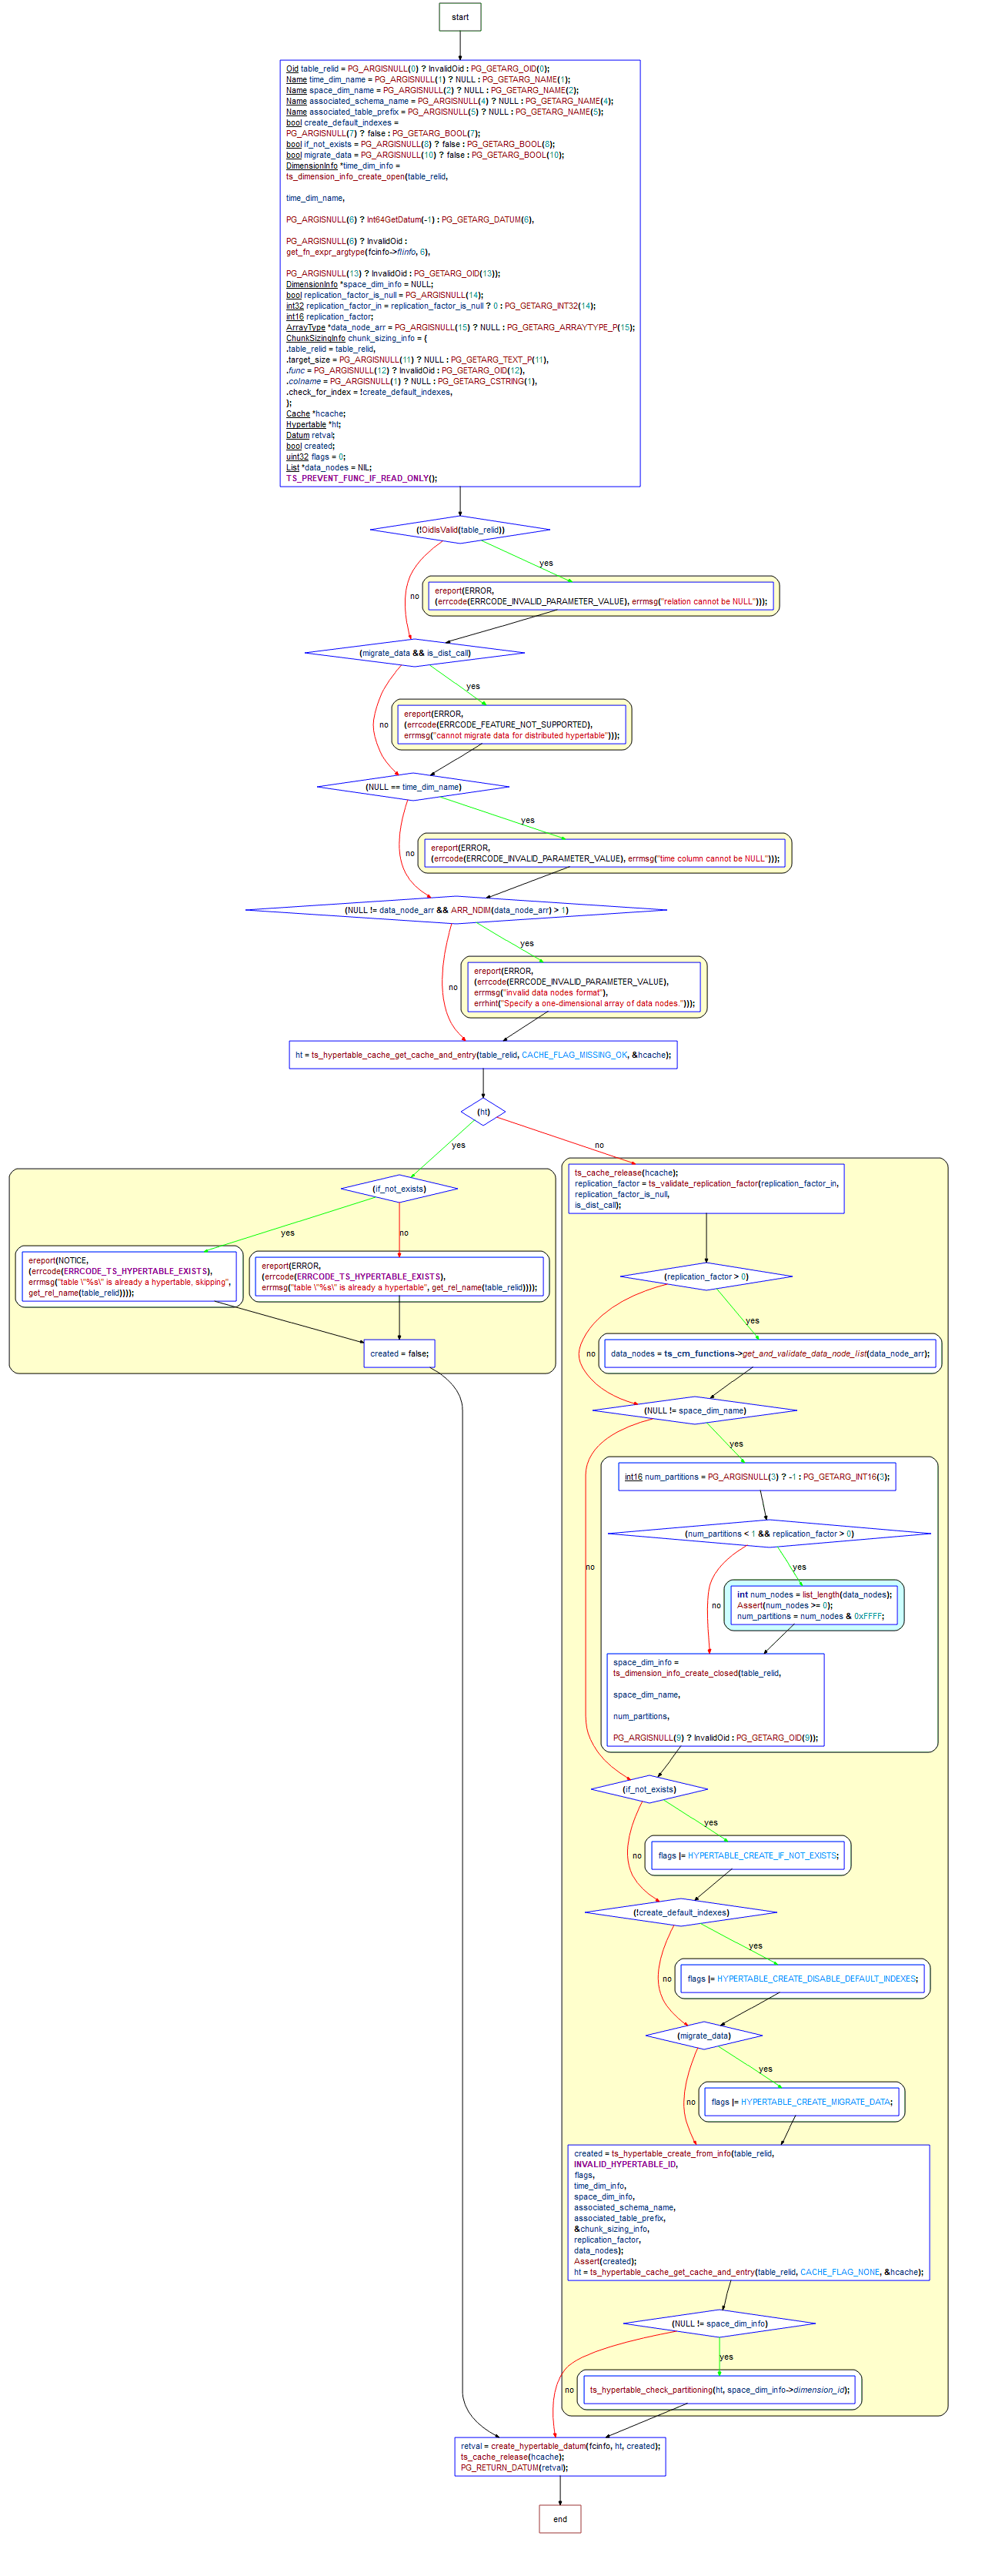 start
Oid table_relid = PG_ARGISNULL(0) ? InvalidOid : PG_GETARG_OID(0);
Name time_dim_name = PG_ARGISNULL(1) ? NULL : PG_GETARG_NAME(1);
Name space_dim_name = PG_ARGISNULL(2) ? NULL : PG_GETARG_NAME(2);
Name associated_schema_name = PG_ARGISNULL(4) ? NULL : PG_GETARG_NAME(4);
Name associated_table_prefix = PG_ARGISNULL(5) ? NULL : PG_GETARG_NAME(5);
bool create_default_indexes =
PG_ARGISNULL(7) ? false : PG_GETARG_BOOL(7);
bool if_not_exists = PG_ARGISNULL(8) ? false : PG_GETARG_BOOL(8);
bool migrate_data = PG_ARGISNULL(10) ? false : PG_GETARG_BOOL(10);
DimensionInfo *time_dim_info =
ts_dimension_info_create_open(table_relid,
time_dim_name,
PG_ARGISNULL(6) ? Int64GetDatum(-1) : PG_GETARG_DATUM(6),
PG_ARGISNULL(6) ? InvalidOid :
get_fn_expr_argtype(fcinfo->flinfo, 6),
PG_ARGISNULL(13) ? InvalidOid : PG_GETARG_OID(13));
DimensionInfo *space_dim_info = NULL;
bool replication_factor_is_null = PG_ARGISNULL(14);
int32 replication_factor_in = replication_factor_is_null ? 0 : PG_GETARG_INT32(14);
int16 replication_factor;
ArrayType *data_node_arr = PG_ARGISNULL(15) ? NULL : PG_GETARG_ARRAYTYPE_P(15);
ChunkSizingInfo chunk_sizing_info = {
.table_relid = table_relid,
.target_size = PG_ARGISNULL(11) ? NULL : PG_GETARG_TEXT_P(11),
.func = PG_ARGISNULL(12) ? InvalidOid : PG_GETARG_OID(12),
.colname = PG_ARGISNULL(1) ? NULL : PG_GETARG_CSTRING(1),
.check_for_index = !create_default_indexes,
};
Cache *hcache;
Hypertable *ht;
Datum retval;
bool created;
uint32 flags = 0;
List *data_nodes = NIL;
TS_PREVENT_FUNC_IF_READ_ONLY();
(!OidIsValid(table_relid))
yes
no
ereport(ERROR,
(errcode(ERRCODE_INVALID_PARAMETER_VALUE), errmsg("relation cannot be NULL")));
(migrate_data && is_dist_call)
yes
no
ereport(ERROR,
(errcode(ERRCODE_FEATURE_NOT_SUPPORTED),
errmsg("cannot migrate data for distributed hypertable")));
(NULL == time_dim_name)
yes
no
ereport(ERROR,
(errcode(ERRCODE_INVALID_PARAMETER_VALUE), errmsg("time column cannot be NULL")));
(NULL != data_node_arr && ARR_NDIM(data_node_arr) > 1)
yes
no
ereport(ERROR,
(errcode(ERRCODE_INVALID_PARAMETER_VALUE),
errmsg("invalid data nodes format"),
errhint("Specify a one-dimensional array of data nodes.")));
ht = ts_hypertable_cache_get_cache_and_entry(table_relid, CACHE_FLAG_MISSING_OK, &hcache);
(ht)
yes
no
(if_not_exists)
yes
no
ereport(NOTICE,
(errcode(ERRCODE_TS_HYPERTABLE_EXISTS),
errmsg("table \"%s\" is already a hypertable, skipping",
get_rel_name(table_relid))));
ereport(ERROR,
(errcode(ERRCODE_TS_HYPERTABLE_EXISTS),
errmsg("table \"%s\" is already a hypertable", get_rel_name(table_relid))));
created = false;
ts_cache_release(hcache);
replication_factor = ts_validate_replication_factor(replication_factor_in,
replication_factor_is_null,
is_dist_call);
(replication_factor > 0)
yes
no
data_nodes = ts_cm_functions->get_and_validate_data_node_list(data_node_arr);
(NULL != space_dim_name)
yes
no
int16 num_partitions = PG_ARGISNULL(3) ? -1 : PG_GETARG_INT16(3);
(num_partitions < 1 && replication_factor > 0)
yes
no
int num_nodes = list_length(data_nodes);
Assert(num_nodes >= 0);
num_partitions = num_nodes & 0xFFFF;
space_dim_info =
ts_dimension_info_create_closed(table_relid,
space_dim_name,
num_partitions,
PG_ARGISNULL(9) ? InvalidOid : PG_GETARG_OID(9));
(if_not_exists)
yes
no
flags |= HYPERTABLE_CREATE_IF_NOT_EXISTS;
(!create_default_indexes)
yes
no
flags |= HYPERTABLE_CREATE_DISABLE_DEFAULT_INDEXES;
(migrate_data)
yes
no
flags |= HYPERTABLE_CREATE_MIGRATE_DATA;
created = ts_hypertable_create_from_info(table_relid,
INVALID_HYPERTABLE_ID,
flags,
time_dim_info,
space_dim_info,
associated_schema_name,
associated_table_prefix,
&chunk_sizing_info,
replication_factor,
data_nodes);
Assert(created);
ht = ts_hypertable_cache_get_cache_and_entry(table_relid, CACHE_FLAG_NONE, &hcache);
(NULL != space_dim_info)
yes
no
ts_hypertable_check_partitioning(ht, space_dim_info->dimension_id);
retval = create_hypertable_datum(fcinfo, ht, created);
ts_cache_release(hcache);
PG_RETURN_DATUM(retval);
end